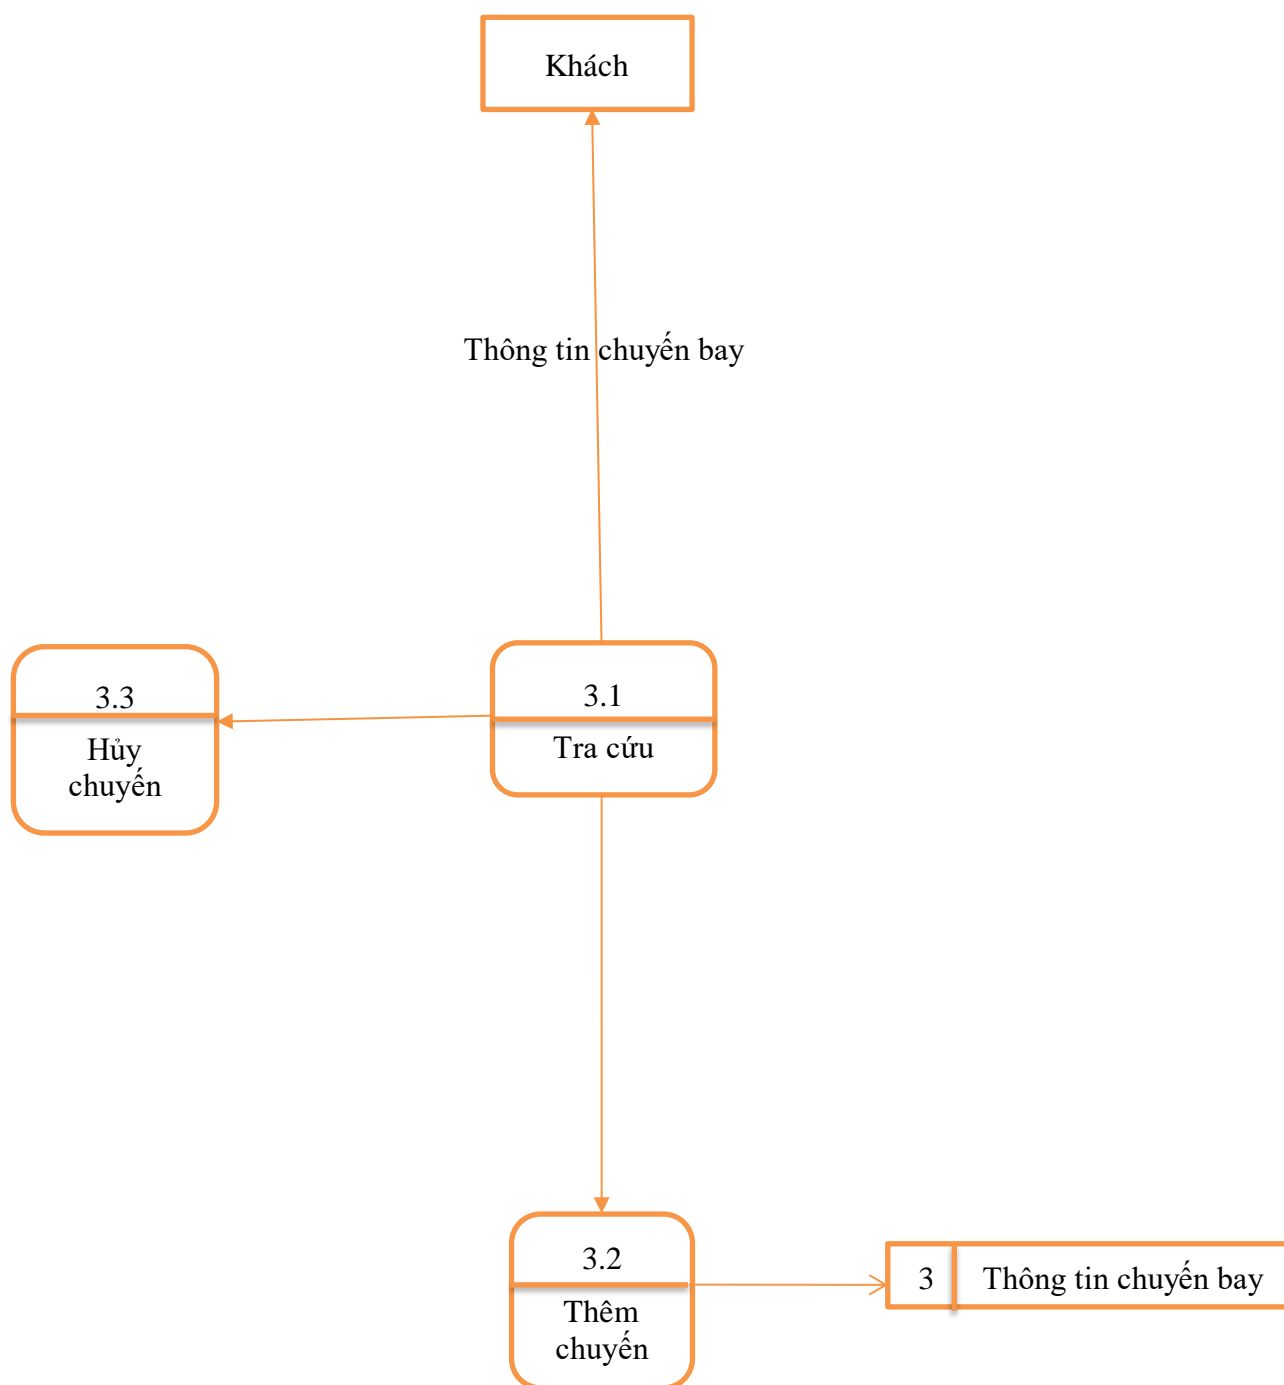 Khách
Thông tin chuyến bay
3.3
Hủy
chuyến
3.1
Tra cứu
3.2
Thêm
chuyến
3
Thông tin chuyến bay